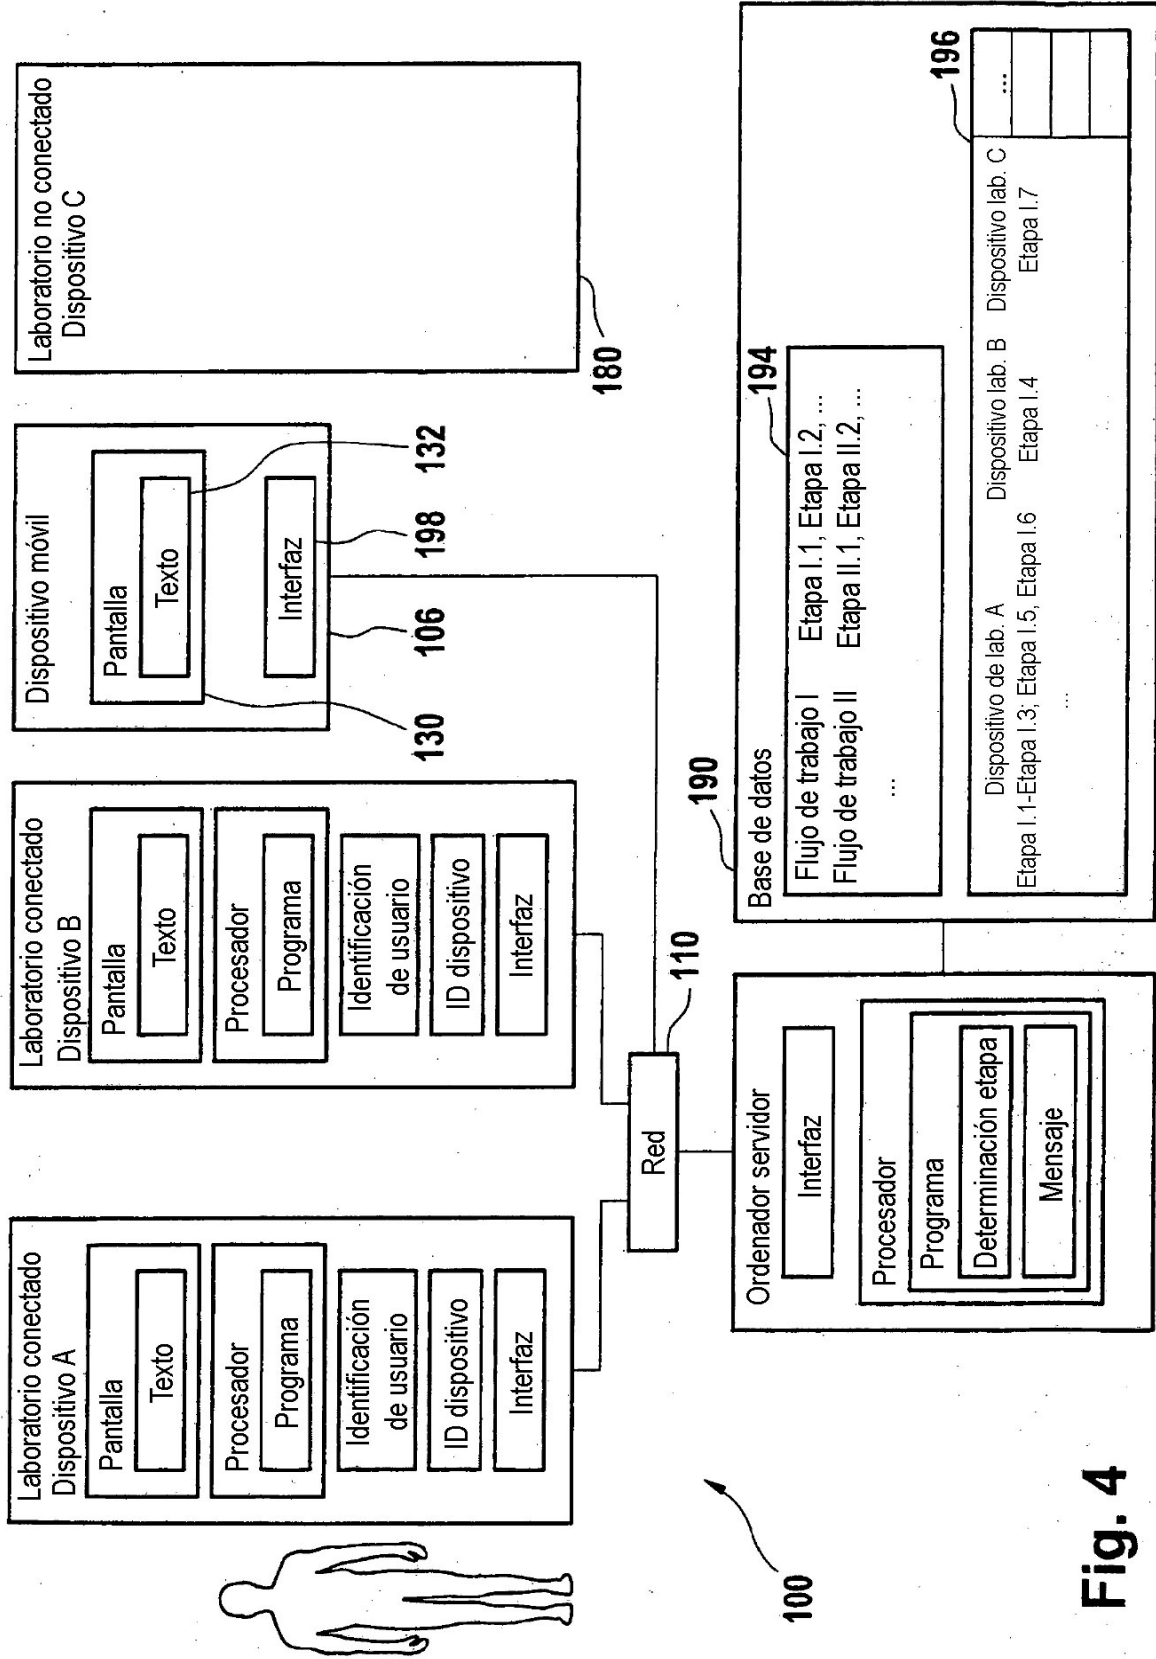 Laboratorio conectado
Dispositivo A
Pantalla
Texto
Procesador
Programa
Identificación
de usuario
ID dispositivo
Interfaz
Laboratorio conectado
Dispositivo B
Pantalla
Texto
Procesador
Programa
Identificación
de usuario
ID dispositivo
Interfaz
Dispositivo móvil
Pantalla
Texto
Interfaz
130
106
198
132
Laboratorio no conectado
Dispositivo C
180
Red
110
100
Ordenador servidor
Interfaz
Procesador
Programa
Determinación etapa
Mensaje
190
Base de datos
194
Flujo de trabajo I Etapa I.1, Etapa I.2, ...
Flujo de trabajo II Etapa II.1, Etapa II.2, ...
...
196
Dispositivo de lab. A Dispositivo lab. B Dispositivo lab. C ...
Etapa I.1-Etapa I.3; Etapa I.5, Etapa I.6 Etapa I.4 Etapa I.7
...
Fig. 4